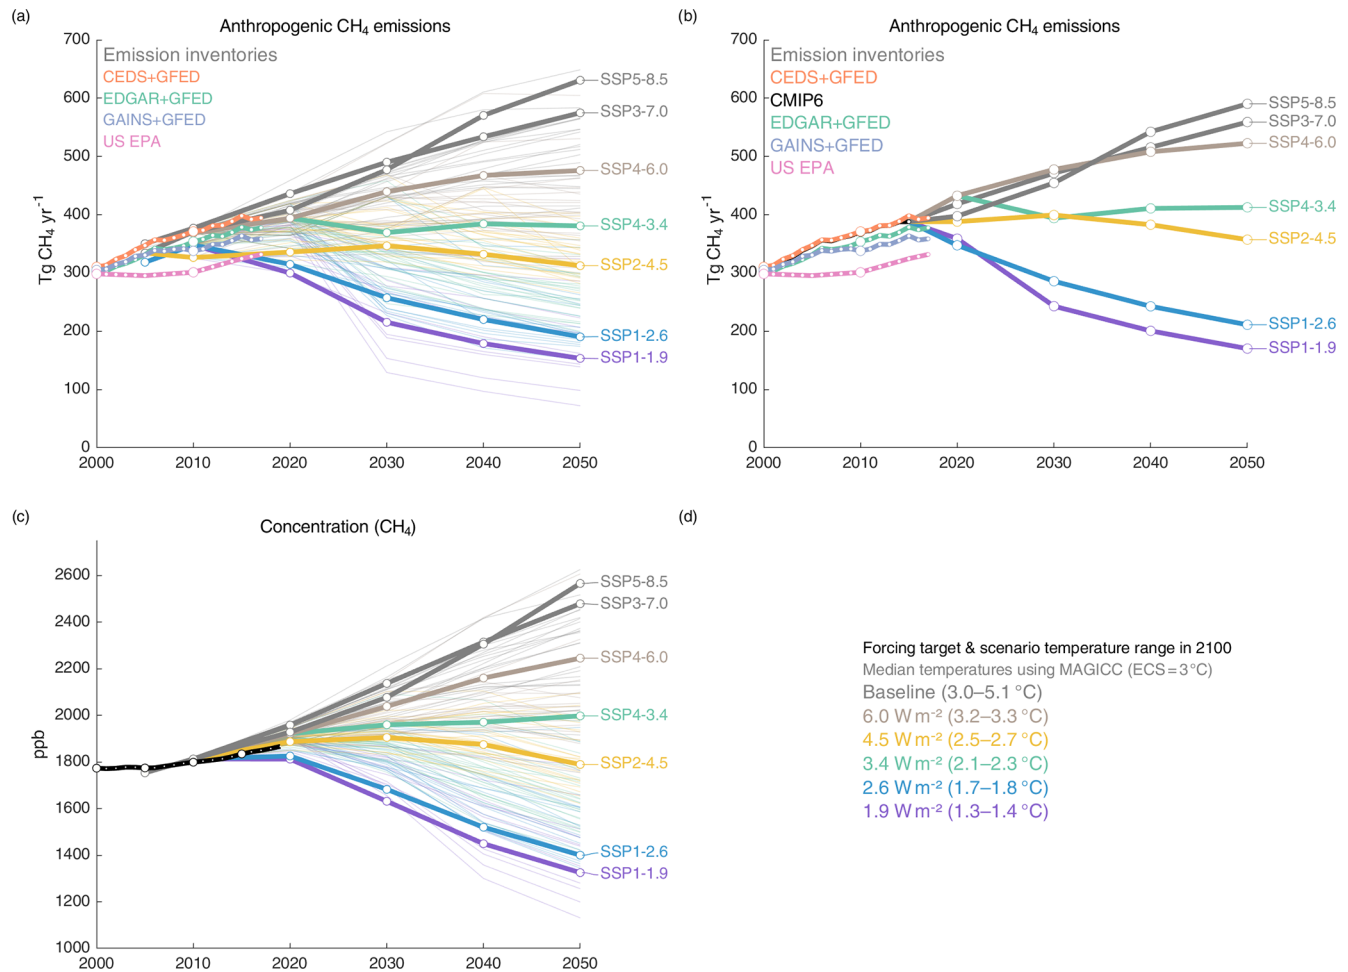 (a)
Anthropogenic CH4 emissions
Tg CH4 yr-1
700
600
500
400
300
200
100
0
2000
2010
2020
2030
2040
2050
Emission inventories
CEDS+GFED
EDGAR+GFED
GAINS+GFED
US EPA
SSP5-8.5
SSP3-7.0
SSP4-6.0
SSP4-3.4
SSP2-4.5
SSP1-2.6
SSP1-1.9
(b)
Anthropogenic CH4 emissions
Tg CH4 yr-1
700
600
500
400
300
200
100
0
2000
2010
2020
2030
2040
2050
Emission inventories
CEDS+GFED
CMIP6
EDGAR+GFED
GAINS+GFED
US EPA
SSP5-8.5
SSP3-7.0
SSP4-6.0
SSP4-3.4
SSP2-4.5
SSP1-2.6
SSP1-1.9
(c)
Concentration (CH4)
ppb
2600
2400
2200
2000
1800
1600
1400
1200
1000
2000
2010
2020
2030
2040
2050
SSP5-8.5
SSP3-7.0
SSP4-6.0
SSP4-3.4
SSP2-4.5
SSP1-2.6
SSP1-1.9
(d)
Forcing target & scenario temperature range in 2100
Median temperatures using MAGICC (ECS = 3 °C)
Baseline (3.0–5.1 °C)
6.0 W m-2 (3.2–3.3 °C)
4.5 W m-2 (2.5–2.7 °C)
3.4 W m-2 (2.1–2.3 °C)
2.6 W m-2 (1.7–1.8 °C)
1.9 W m-2 (1.3–1.4 °C)